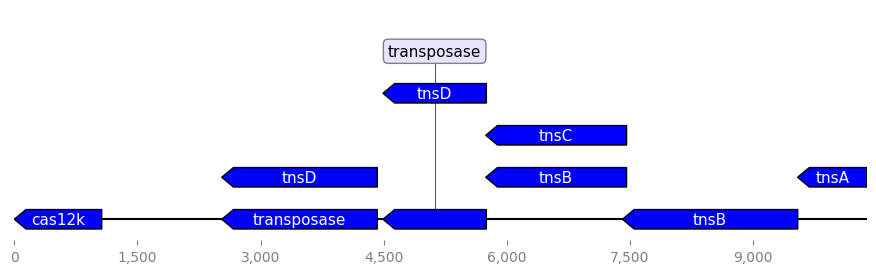 transposase
tnsD
tnsC
tnsD tnsB tnsA
cas12k transposase tnsB
0 1,500 3,000 4,500 6,000 7,500 9,000